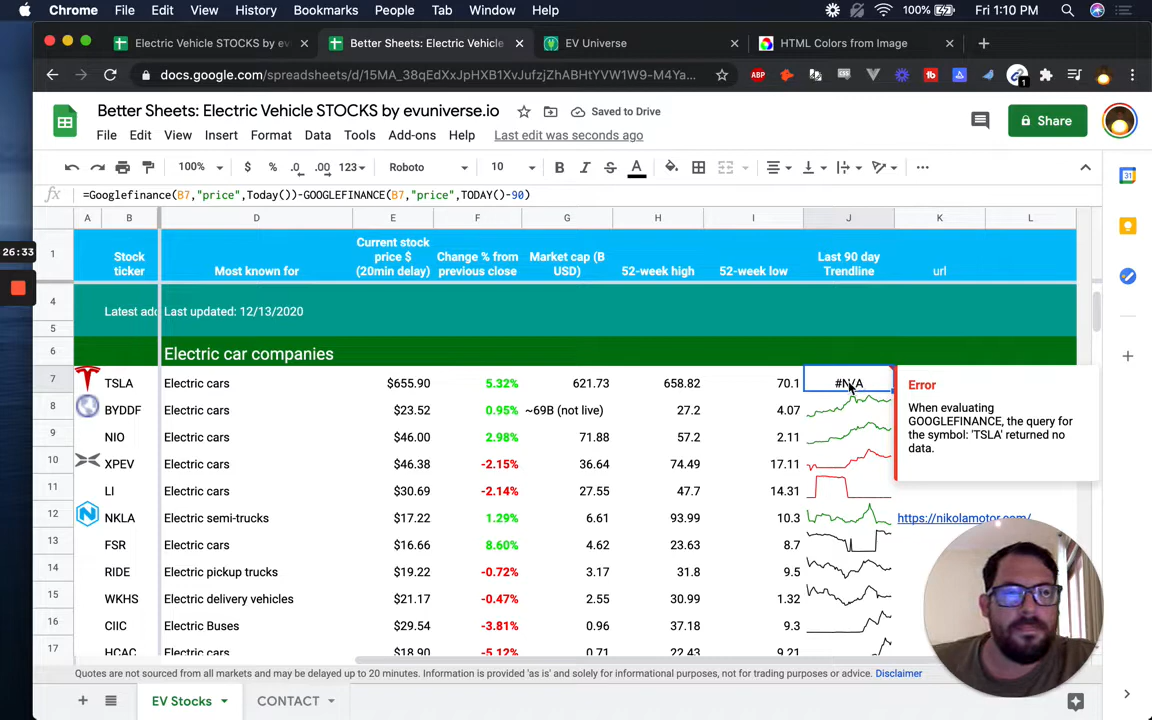 Chrome File Edit View History Bookmarks People Tab Window Help 100% Fri 1:10 PM
Electric Vehicle STOCKS by ev Better Sheets: Electric Vehicle EV Universe HTML Colors from Image
docs.google.com/spreadsheets/d/15MA_38qEdXxJpHXB1XvJufzjZhABHtYVW1W9-M4Ya...
Better Sheets: Electric Vehicle STOCKS by evuniverse.io Saved to Drive
Share
File Edit View Insert Format Data Tools Add-ons Help Last edit was seconds ago
100% $ % .0 .00 123 Roboto 10 B I S A
fx =Googlefinance(B7,"price",Today())-GOOGLEFINANCE(B7,"price",TODAY()-90)
A B D E F G H I J K L
26:33
1 Stock ticker Most known for Current stock price $ (20min delay) Change % from previous close Market cap (B USD) 52-week high 52-week low Last 90 day Trendline url
4 Latest add Last updated: 12/13/2020
5
6 Electric car companies
7 TSLA Electric cars $655.90 5.32% 621.73 658.82 70.1 #N/A
8 BYDDF Electric cars $23.52 0.95% ~69B (not live) 27.2 4.07
9 NIO Electric cars $46.00 2.98% 71.88 57.2 2.11
10 XPEV Electric cars $46.38 -2.15% 36.64 74.49 17.11
11 LI Electric cars $30.69 -2.14% 27.55 47.7 14.31
12 NKLA Electric semi-trucks $17.22 1.29% 6.61 93.99 10.3 https://nikolamotor.com/
13 FSR Electric cars $16.66 8.60% 4.62 23.63 8.7
14 RIDE Electric pickup trucks $19.22 -0.72% 3.17 31.8 9.5
15 WKHS Electric delivery vehicles $21.17 -0.47% 2.55 30.99 1.32
16 CIIC Electric Buses $29.54 -3.81% 0.96 37.18 9.3
17 HCAC Electric cars $18.90 -5.12% 0.71 22.43 9.21
Error
When evaluating
GOOGLEFINANCE, the query for
the symbol: 'TSLA' returned no
data.
Quotes are not sourced from all markets and may be delayed up to 20 minutes. Information is provided 'as is' and solely for informational purposes, not for trading purposes or advice. Disclaimer
EV Stocks CONTACT